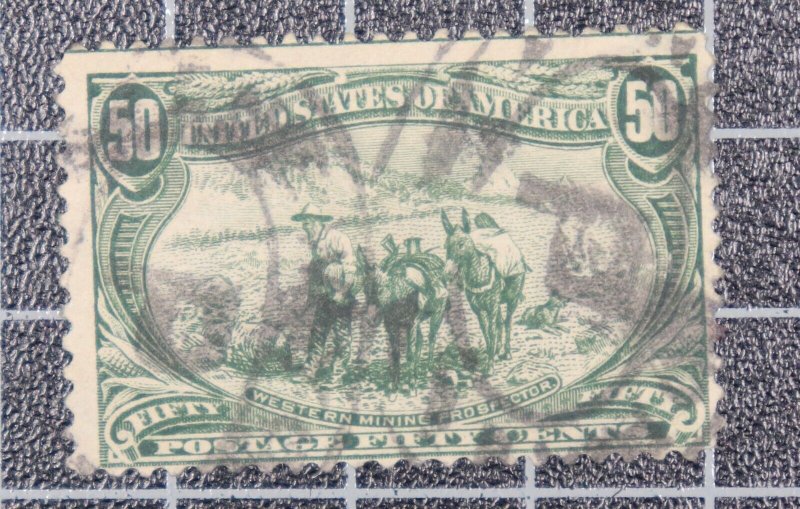 50 UNITED STATES OF AMERICA 50
WESTERN MINING PROSPECTOR.
FIFTY FIFTY
POSTAGE FIFTY CENTS